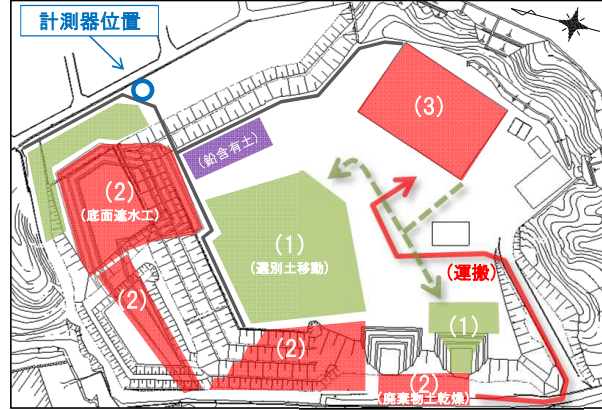 計測器位置
(3)
(鉛含有土)
(2)
(底面遮水工)
(1)
(選別土移動)
(運搬)
(2)
(1)
(2)
(2)
(廃棄物土乾燥)